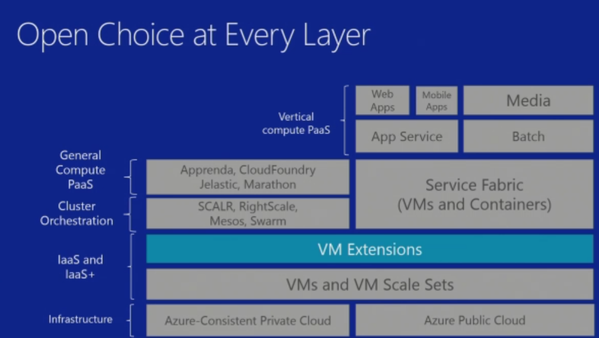 Open Choice at Every Layer
Vertical
compute PaaS
Web
Apps
Mobile
Apps
Media
App Service
Batch
General
Compute
PaaS
Apprenda, CloudFoundry
Jelastic, Marathon
Service Fabric
(VMs and Containers)
Cluster
Orchestration
SCALR, RightScale,
Mesos, Swarm
IaaS and
IaaS+
VM Extensions
VMs and VM Scale Sets
Infrastructure
Azure-Consistent Private Cloud
Azure Public Cloud